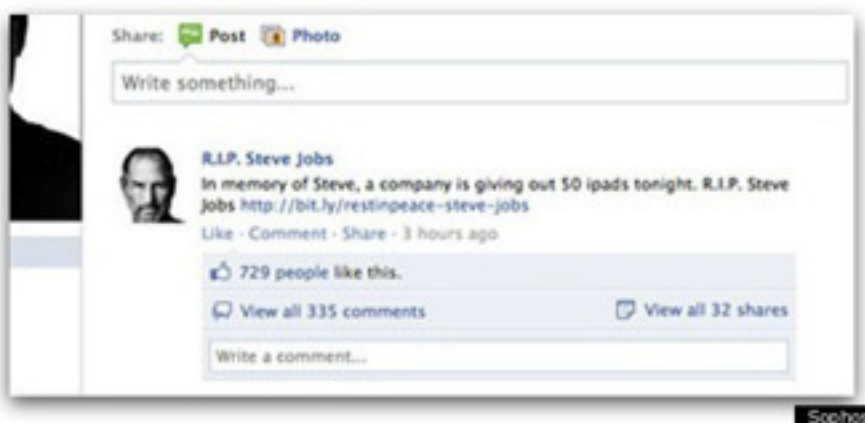 Share: Post Photo
Write something...
R.I.P. Steve Jobs
In memory of Steve, a company is giving out 50 ipads tonight. R.I.P. Steve
Jobs http://bit.ly/restinpeace-steve-jobs
Like · Comment · Share · 3 hours ago
729 people like this.
View all 335 comments View all 32 shares
Write a comment...
Sophos